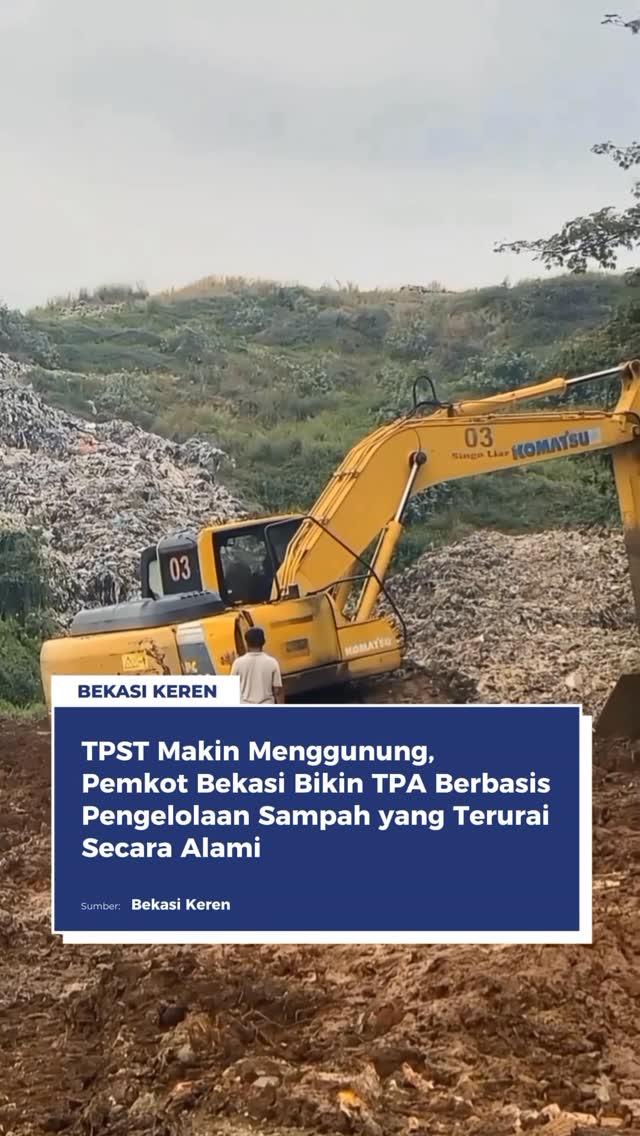 03
Singo Liar KOMATSU
03
KOMATSU
PC
BEKASI KEREN
TPST Makin Menggunung,
Pemkot Bekasi Bikin TPA Berbasis
Pengelolaan Sampah yang Terurai
Secara Alami
Sumber: Bekasi Keren